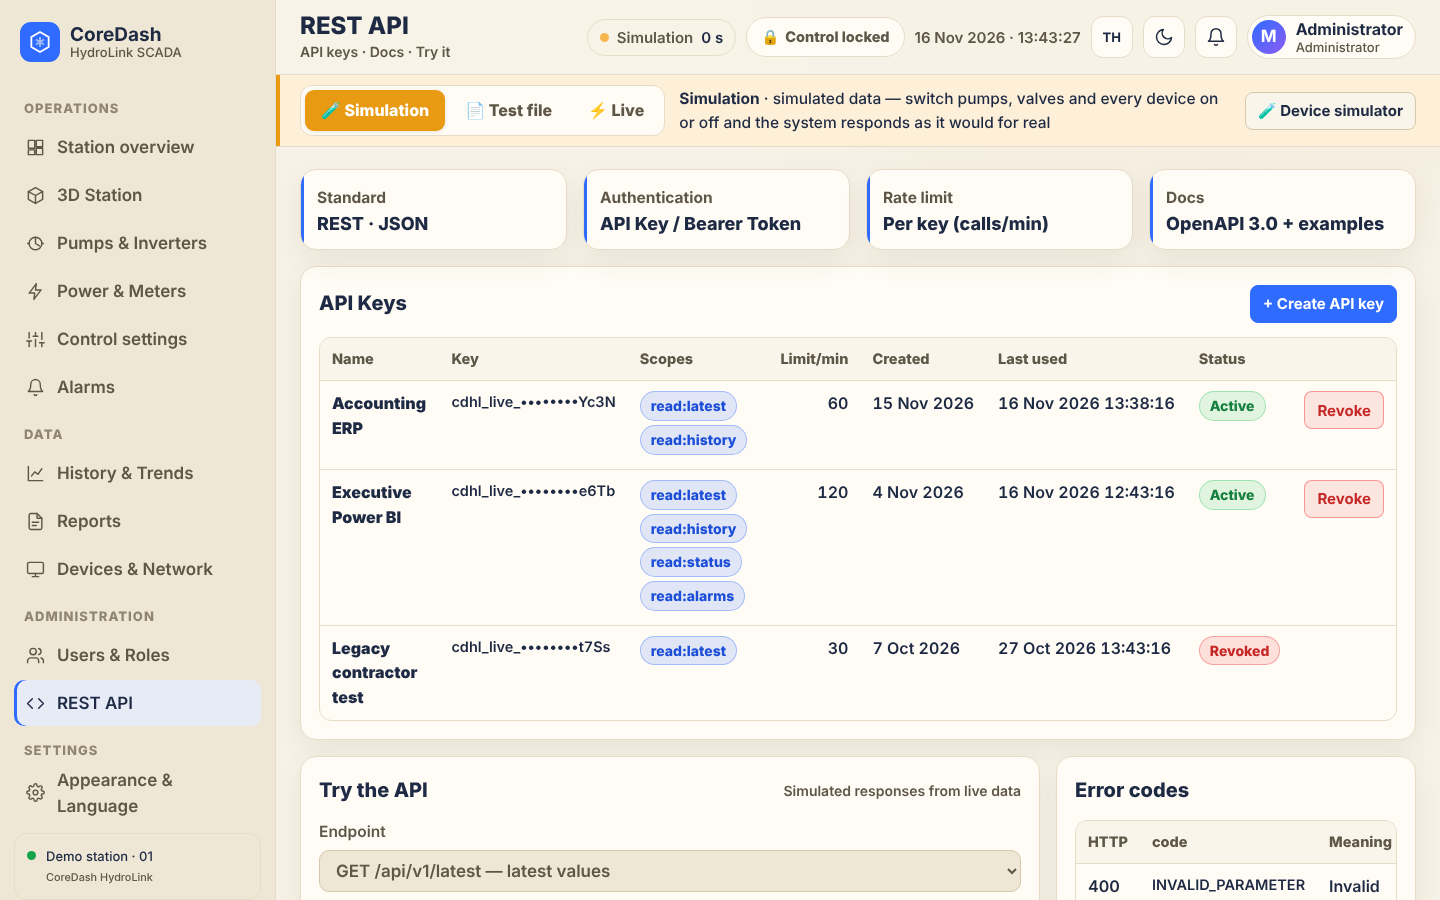 CoreDash
HydroLink SCADA
OPERATIONS
Station overview
3D Station
Pumps & Inverters
Power & Meters
Control settings
Alarms
DATA
History & Trends
Reports
Devices & Network
ADMINISTRATION
Users & Roles
REST API
SETTINGS
Appearance &
Language
Demo station · 01
CoreDash HydroLink
REST API
API keys · Docs · Try it
Simulation 0 s
Control locked
16 Nov 2026 · 13:43:27
TH
M
Administrator
Administrator
Simulation
Test file
Live
Simulation · simulated data — switch pumps, valves and every device on
or off and the system responds as it would for real
Device simulator
Standard
REST · JSON
Authentication
API Key / Bearer Token
Rate limit
Per key (calls/min)
Docs
OpenAPI 3.0 + examples
API Keys
+ Create API key
Name Key Scopes Limit/min Created Last used Status
Accounting
ERP
cdhl_live_••••••••Yc3N
read:latest
read:history
60
15 Nov 2026
16 Nov 2026 13:38:16
Active
Revoke
Executive
Power BI
cdhl_live_••••••••e6Tb
read:latest
read:history
read:status
read:alarms
120
4 Nov 2026
16 Nov 2026 12:43:16
Active
Revoke
Legacy
contractor
test
cdhl_live_••••••••t7Ss
read:latest
30
7 Oct 2026
27 Oct 2026 13:43:16
Revoked
Try the API
Simulated responses from live data
Endpoint
GET /api/v1/latest — latest values
Error codes
HTTP code Meaning
400 INVALID_PARAMETER Invalid